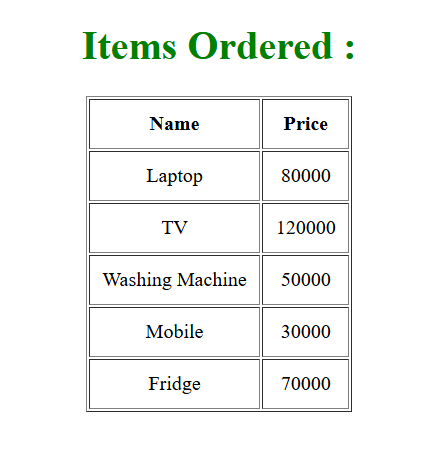 Items Ordered :
Name Price
Laptop 80000
TV 120000
Washing Machine 50000
Mobile 30000
Fridge 70000